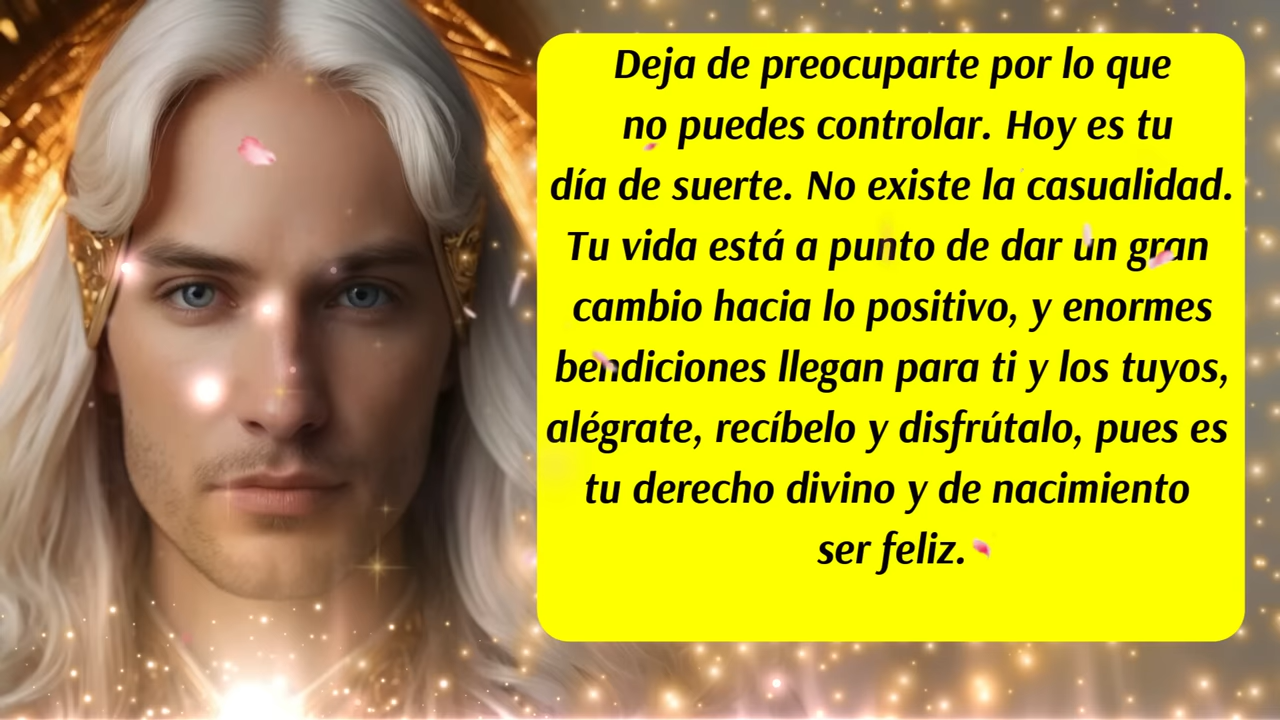 Deja de preocuparte por lo que
no puedes controlar. Hoy es tu
día de suerte. No existe la casualidad.
Tu vida está a punto de dar un gran
cambio hacia lo positivo, y enormes
bendiciones llegan para ti y los tuyos,
alégrate, recíbelo y disfrútalo, pues es
tu derecho divino y de nacimiento
ser feliz.